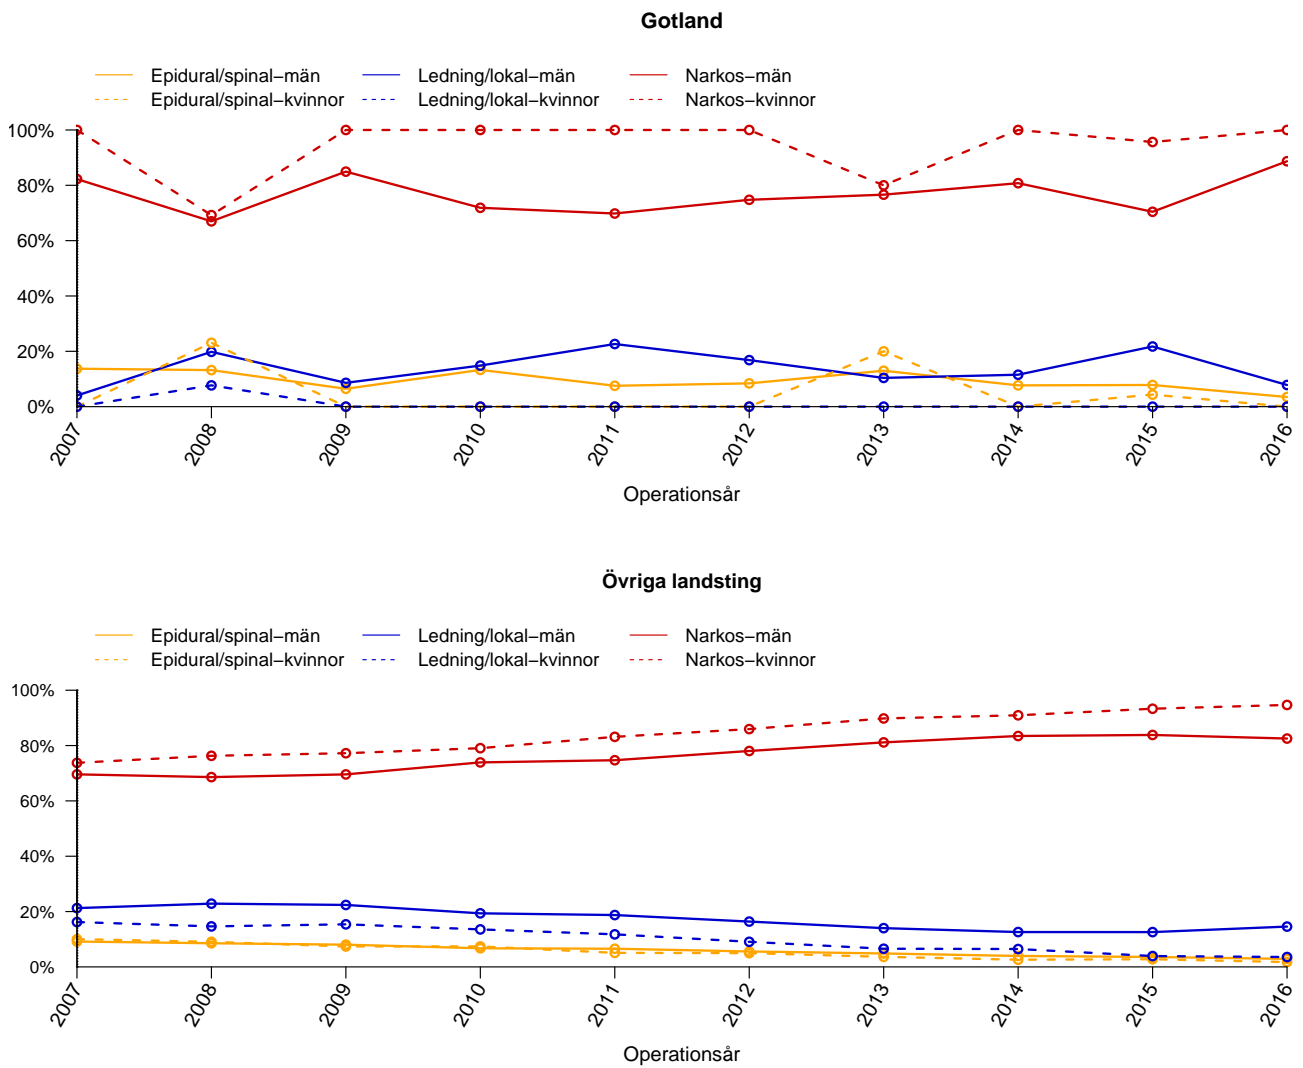 Gotland
Epidural/spinal−män Ledning/lokal−män Narkos−män
Epidural/spinal−kvinnor Ledning/lokal−kvinnor Narkos−kvinnor
100%
80%
60%
40%
20%
0%
2007 2008 2009 2010 2011 2012 2013 2014 2015 2016
Operationsår
Övriga landsting
Epidural/spinal−män Ledning/lokal−män Narkos−män
Epidural/spinal−kvinnor Ledning/lokal−kvinnor Narkos−kvinnor
100%
80%
60%
40%
20%
0%
2007 2008 2009 2010 2011 2012 2013 2014 2015 2016
Operationsår